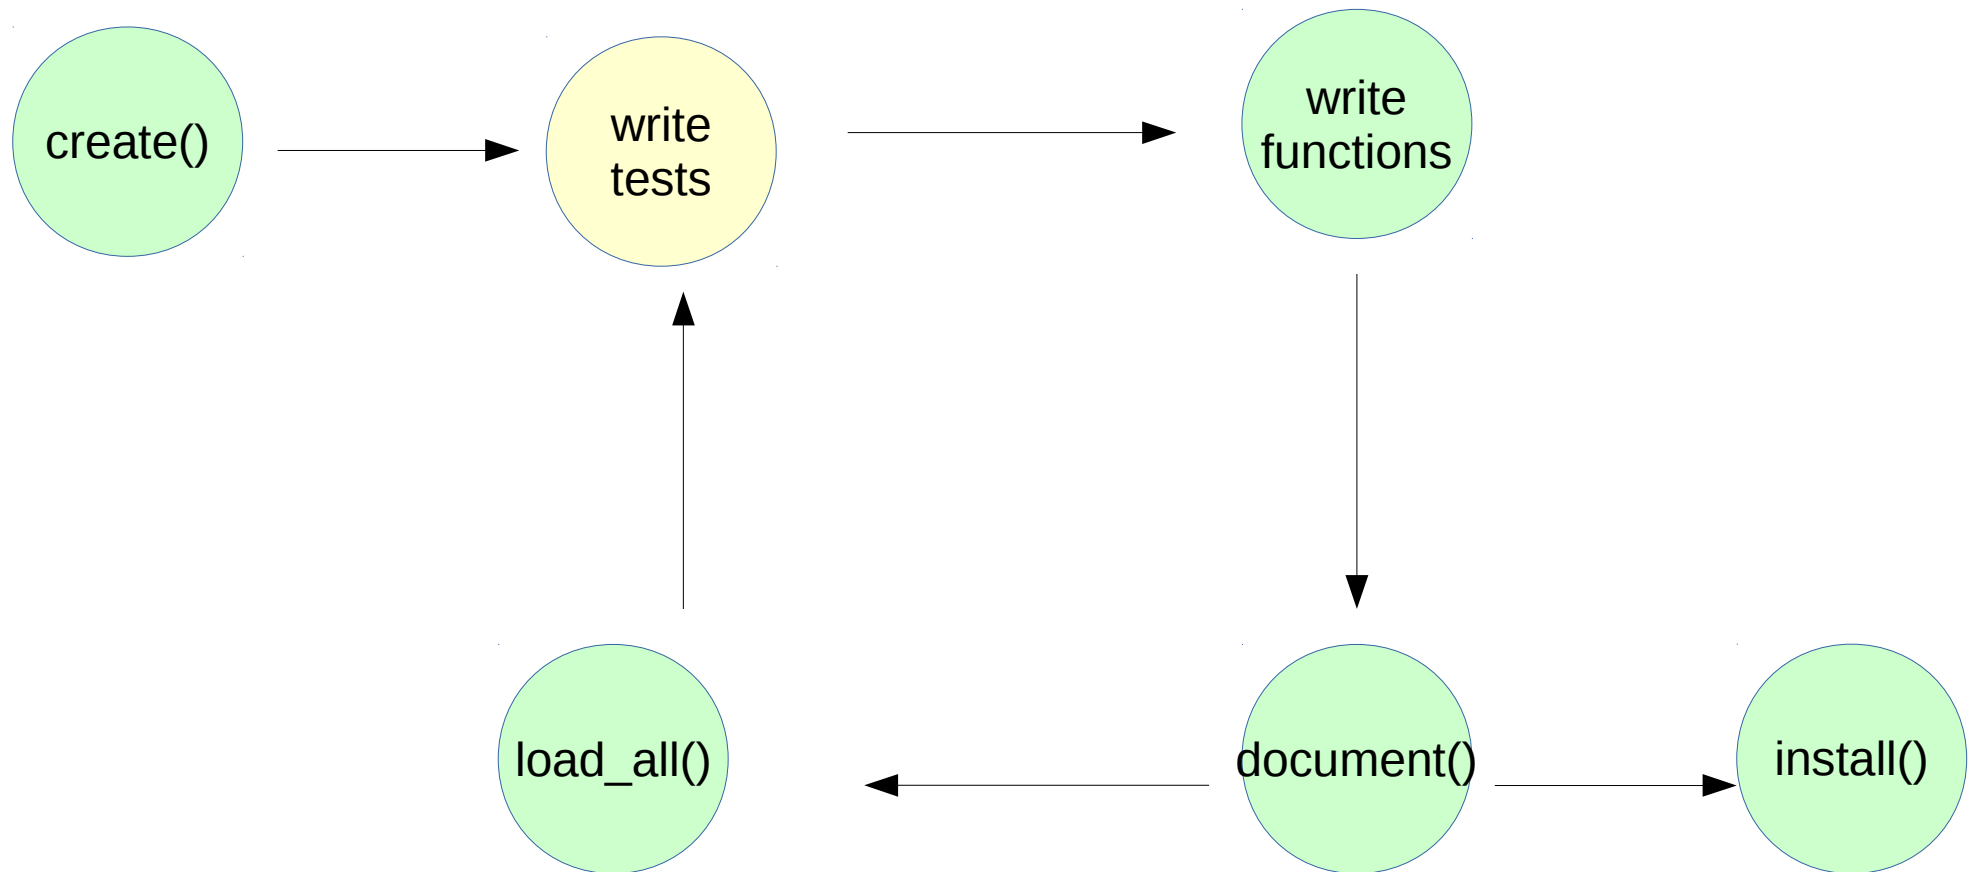 create()
write
tests
write
functions
load_all()
document()
install()